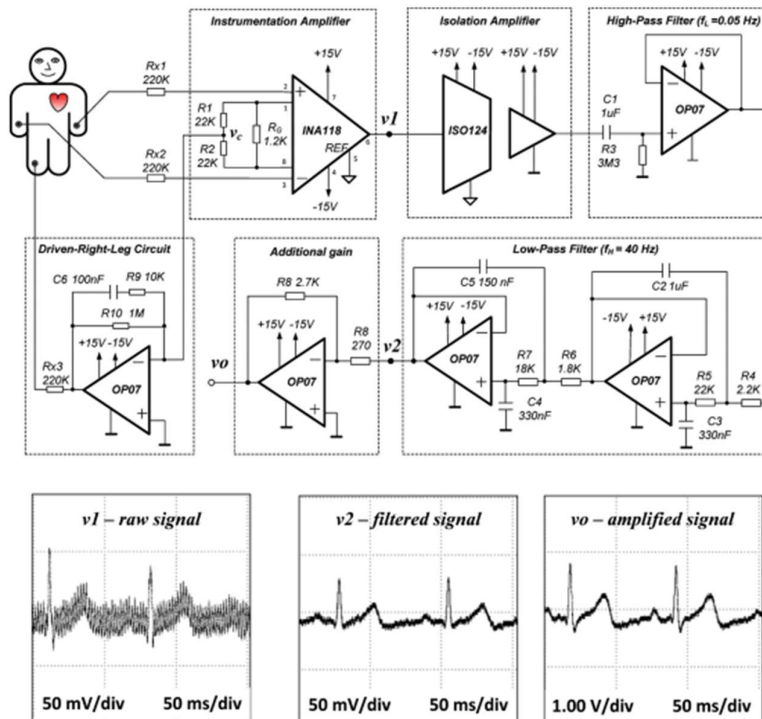 Instrumentation Amplifier
Isolation Amplifier
High-Pass Filter (fL =0.05 Hz)
Rx1
220K
+15V
+15V -15V
+15V -15V
+15V -15V
2
1
7
R1
22K
vc
RG
1.2K
INA118
v1
ISO124
C1
1uF
OP07
R2
22K
REF
6
5
R3
3M3
Rx2
220K
8
3
4
-15V
Driven-Right-Leg Circuit
Additional gain
Low-Pass Filter (fH = 40 Hz)
C6 100nF
R9 10K
R8 2.7K
C5 150 nF
C2 1uF
R10 1M
+15V -15V
+15V -15V
R8
270
v2
+15V -15V
-15V +15V
Rx3
220K
OP07
vo
OP07
OP07
R7
18K
R6
1.8K
OP07
R5
22K
R4
2.2K
C4
330nF
C3
330nF
v1 – raw signal
v2 – filtered signal
vo – amplified signal
50 mV/div 50 ms/div
50 mV/div 50 ms/div
1.00 V/div 50 ms/div